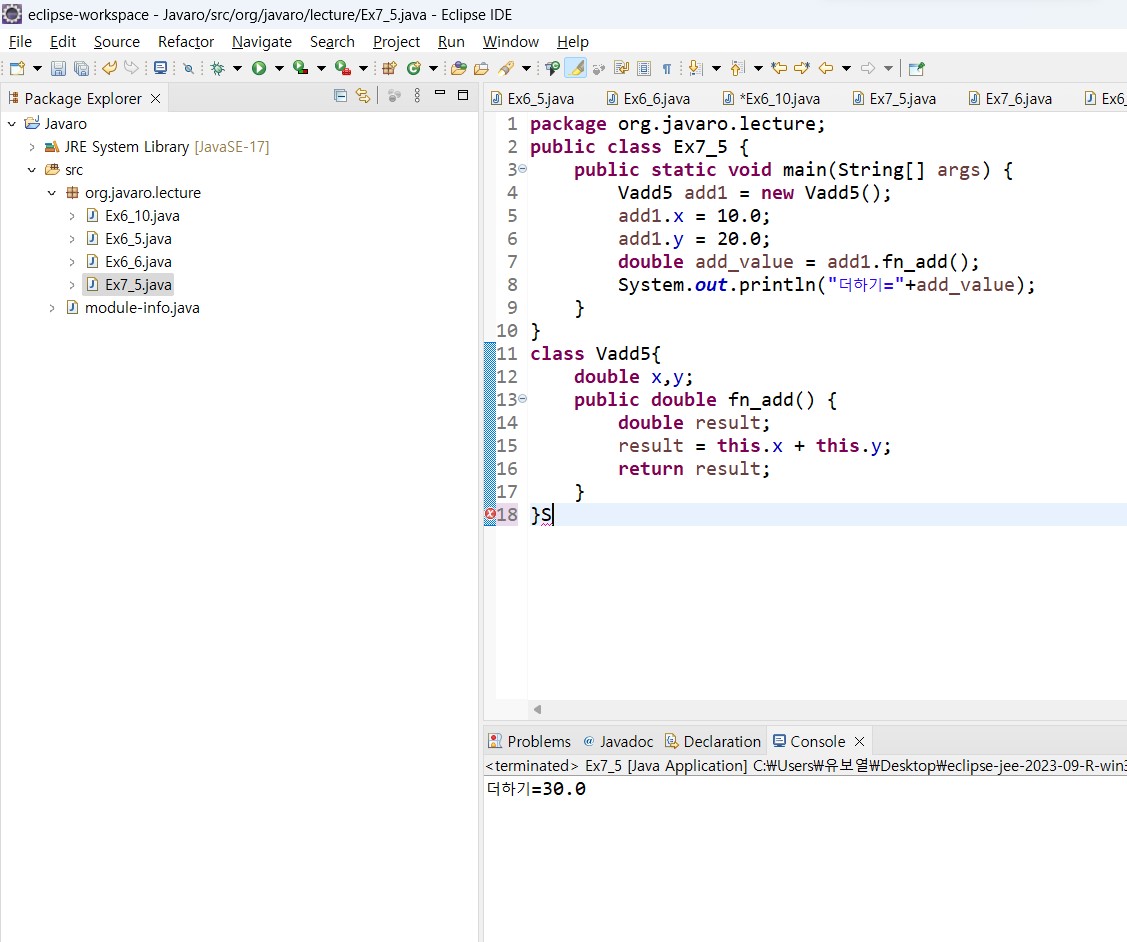 eclipse-workspace - Javaro/src/org/javaro/lecture/Ex7_5.java - Eclipse IDE
File Edit Source Refactor Navigate Search Project Run Window Help
Package Explorer
Javaro
JRE System Library [JavaSE-17]
src
org.javaro.lecture
Ex6_10.java
Ex6_5.java
Ex6_6.java
Ex7_5.java
module-info.java
Ex6_5.java Ex6_6.java *Ex6_10.java Ex7_5.java Ex7_6.java Ex6_
1 package org.javaro.lecture;
2 public class Ex7_5 {
3 public static void main(String[] args) {
4 Vadd5 add1 = new Vadd5();
5 add1.x = 10.0;
6 add1.y = 20.0;
7 double add_value = add1.fn_add();
8 System.out.println("더하기="+add_value);
9 }
10 }
11 class Vadd5{
12 double x,y;
13 public double fn_add() {
14 double result;
15 result = this.x + this.y;
16 return result;
17 }
18 }S
Problems @ Javadoc Declaration Console
<terminated> Ex7_5 [Java Application] C:₩Users₩유보열₩Desktop₩eclipse-jee-2023-09-R-win3
더하기=30.0